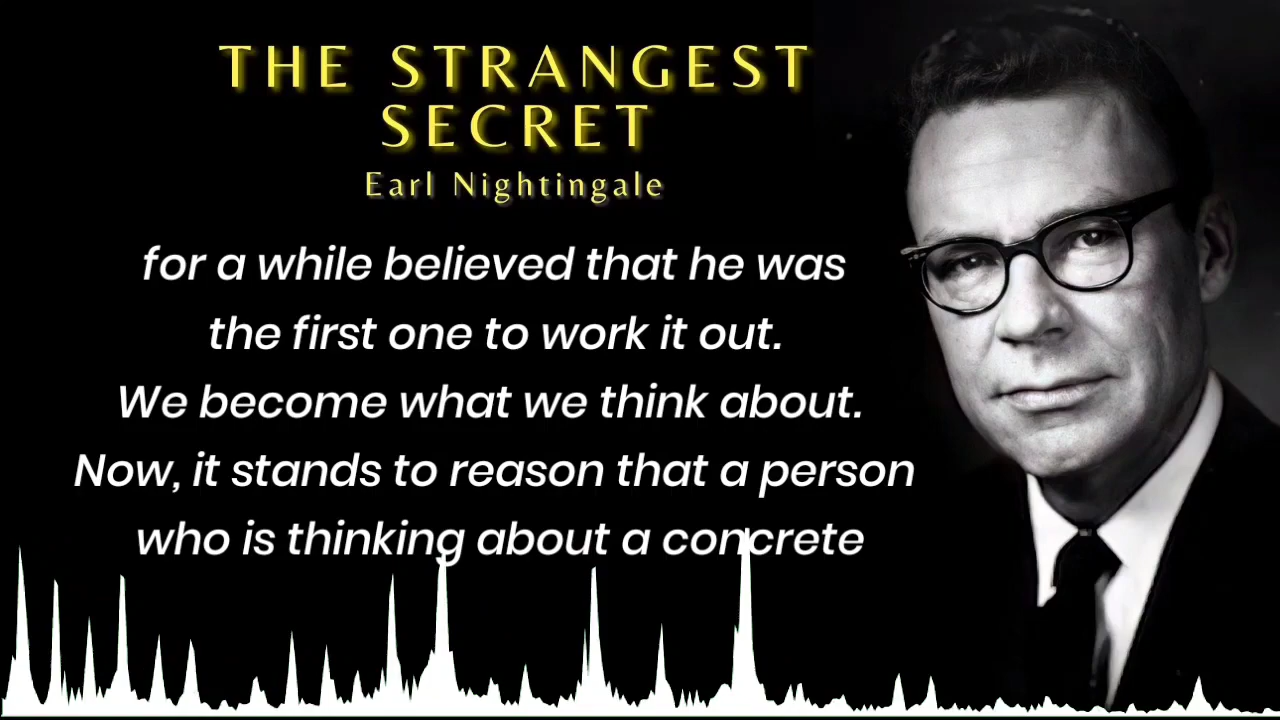 THE STRANGEST
SECRET
Earl Nightingale
for a while believed that he was
the first one to work it out.
We become what we think about.
Now, it stands to reason that a person
who is thinking about a concrete